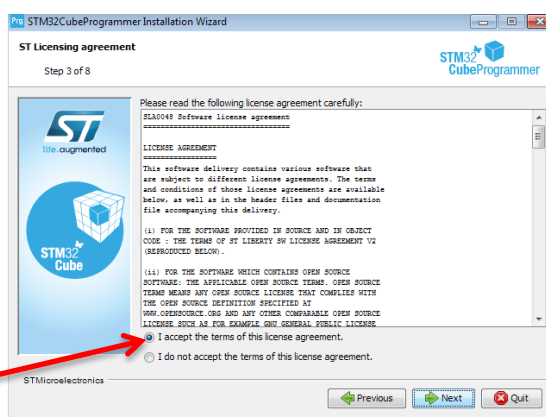 Prg STM32CubeProgrammer Installation Wizard
ST Licensing agreement
Step 3 of 8
STM32
CubeProgrammer
Please read the following license agreement carefully:
ST
life.augmented
STM32
Cube
SLA0048 Software license agreement
==================================
LICENSE AGREEMENT
=================
This software delivery contains various software that
are subject to different license agreements. The terms
and conditions of those license agreements are available
below, as well as in the header files and documentation
file accompanying this delivery.
(i) FOR THE SOFTWARE PROVIDED IN SOURCE AND IN OBJECT
CODE : THE TERMS OF ST LIBERTY SW LICENSE AGREEMENT V2
(REPRODUCED BELOW).
(ii) FOR THE SOFTWARE WHICH CONTAINS OPEN SOURCE
SOFTWARE: THE APPLICABLE OPEN SOURCE TERMS. OPEN SOURCE
TERMS MEANS ANY OPEN SOURCE LICENSE THAT COMPLIES WITH
THE OPEN SOURCE DEFINITION SPECIFIED AT
WWW.OPENSOURCE.ORG AND ANY OTHER COMPARABLE OPEN SOURCE
LICENSE SUCH AS FOR EXAMPLE GNU GENERAL PUBLIC LICENSE
I accept the terms of this license agreement.
I do not accept the terms of this license agreement.
STMicroelectronics
Previous
Next
Quit